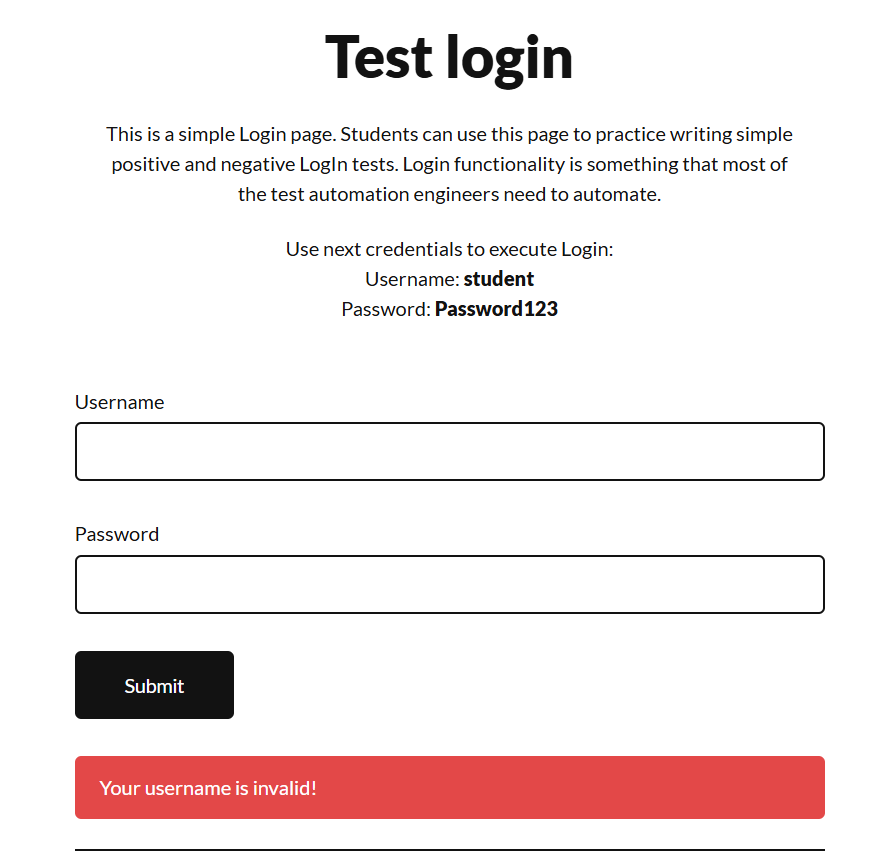 Test login
This is a simple Login page. Students can use this page to practice writing simple
positive and negative LogIn tests. Login functionality is something that most of
the test automation engineers need to automate.
Use next credentials to execute Login:
Username: student
Password: Password123
Username
Password
Submit
Your username is invalid!